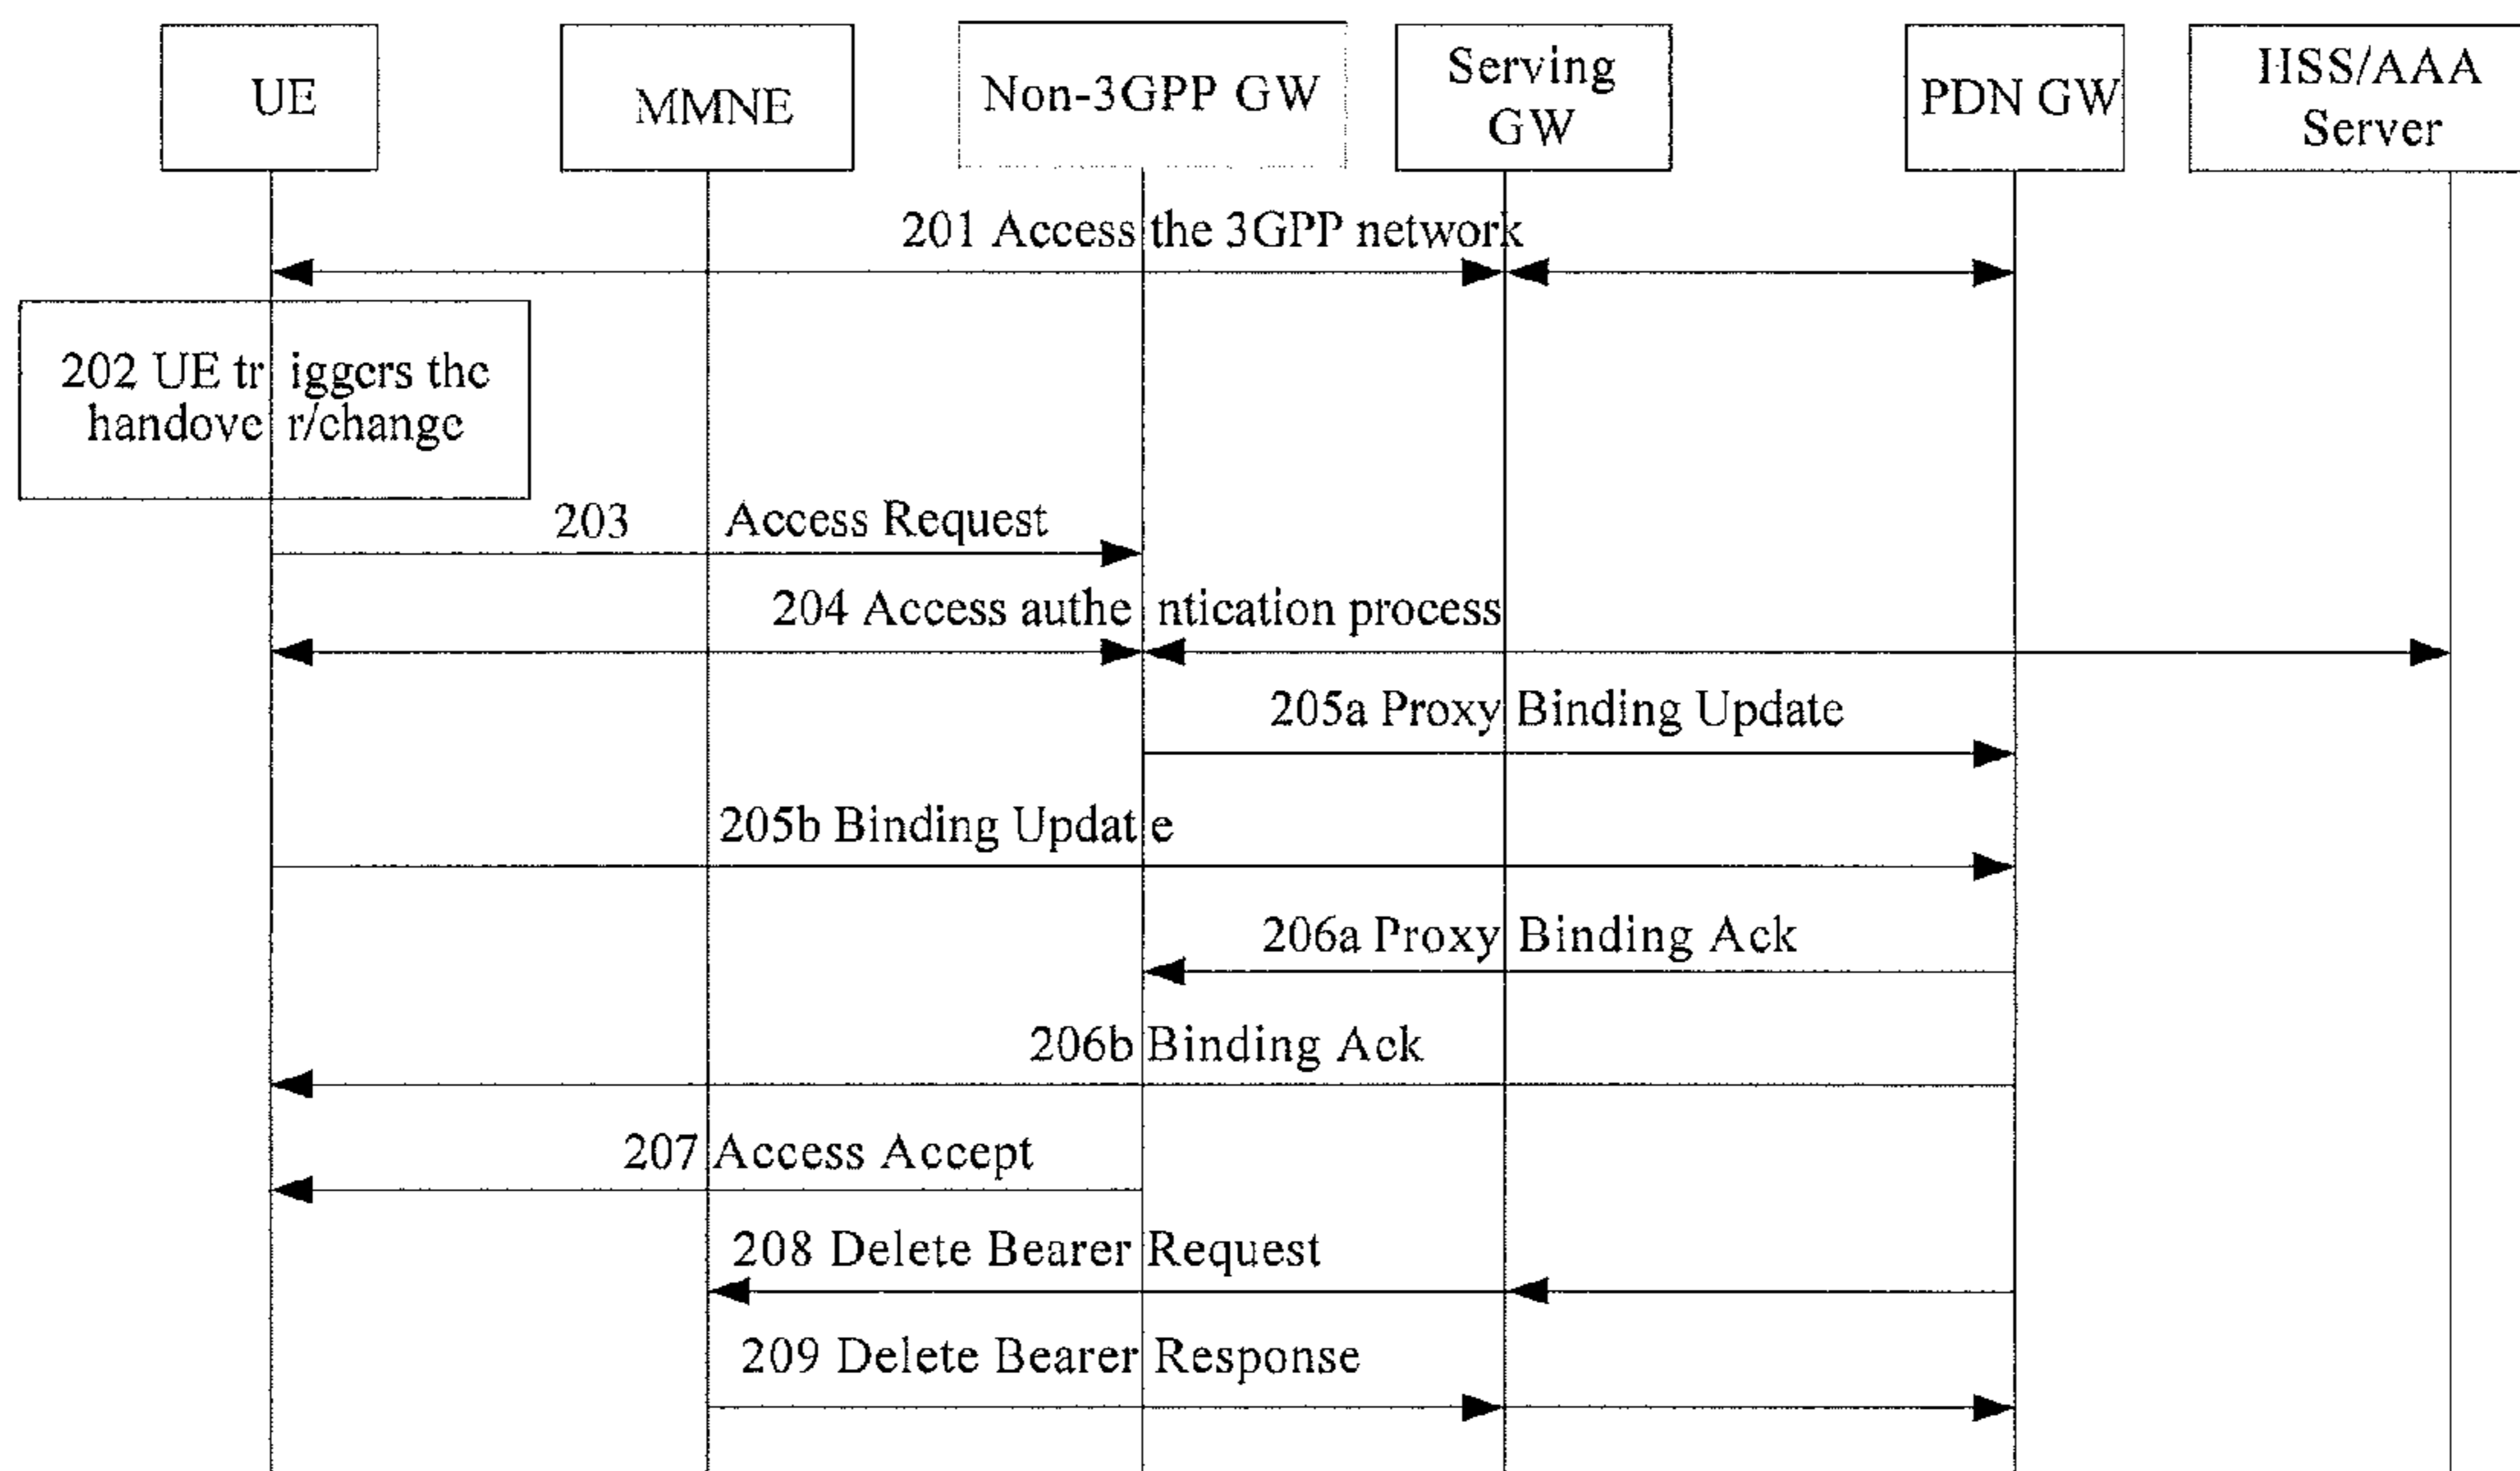 UE
MMNE
Non-3GPP GW
Serving
GW
PDN GW
HSS/AAA
Server
201 Access the 3GPP network
202 UE triggers the
handover/change
203 Access Request
204 Access authentication process
205a Proxy Binding Update
205b Binding Update
206a Proxy Binding Ack
206b Binding Ack
207 Access Accept
208 Delete Bearer Request
209 Delete Bearer Response